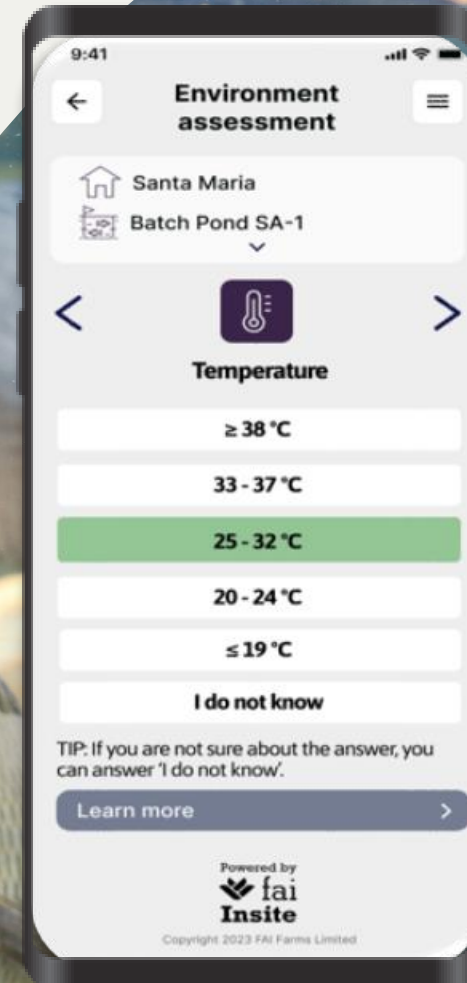 9:41
Environment
assessment
Santa Maria
Batch Pond SA-1
Temperature
≥ 38 °C
33 - 37 °C
25 - 32 °C
20 - 24 °C
≤ 19 °C
I do not know
TIP: If you are not sure about the answer, you
can answer 'I do not know'.
Learn more
Powered by
fai
Insite
Copyright 2023 FAI Farms Limited